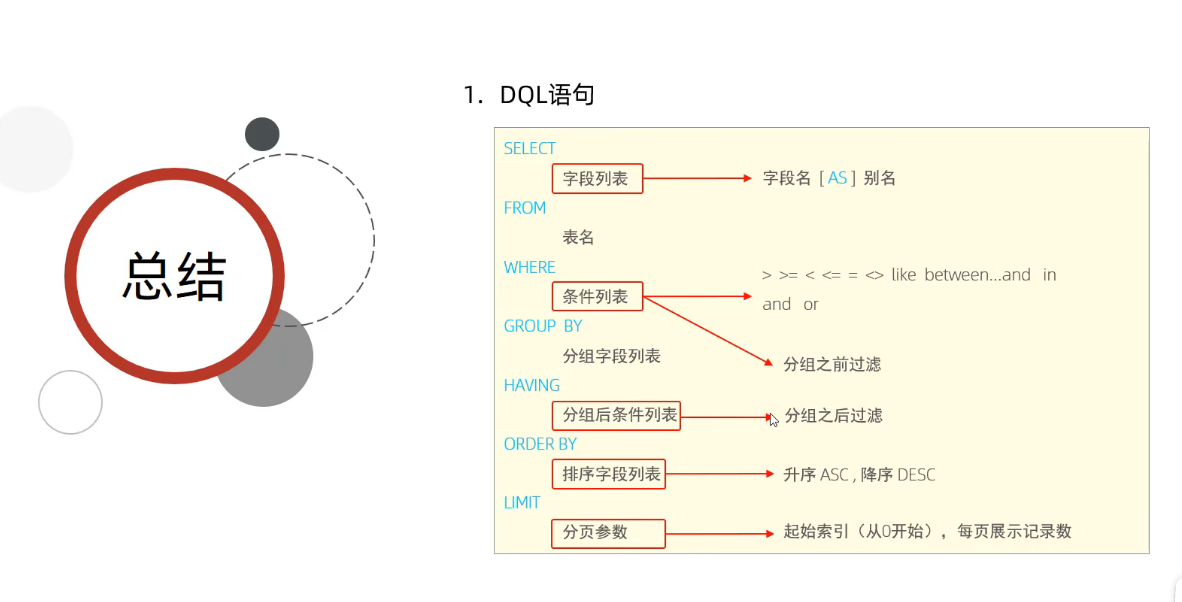 总结
1. DQL语句
SELECT
字段列表 字段名 [ AS ] 别名
FROM
表名
WHERE
> >= < <= = <> like between...and in
条件列表
and or
GROUP BY
分组字段列表 分组之前过滤
HAVING
分组后条件列表 分组之后过滤
ORDER BY
排序字段列表 升序 ASC , 降序 DESC
LIMIT
分页参数 起始索引（从0开始），每页展示记录数